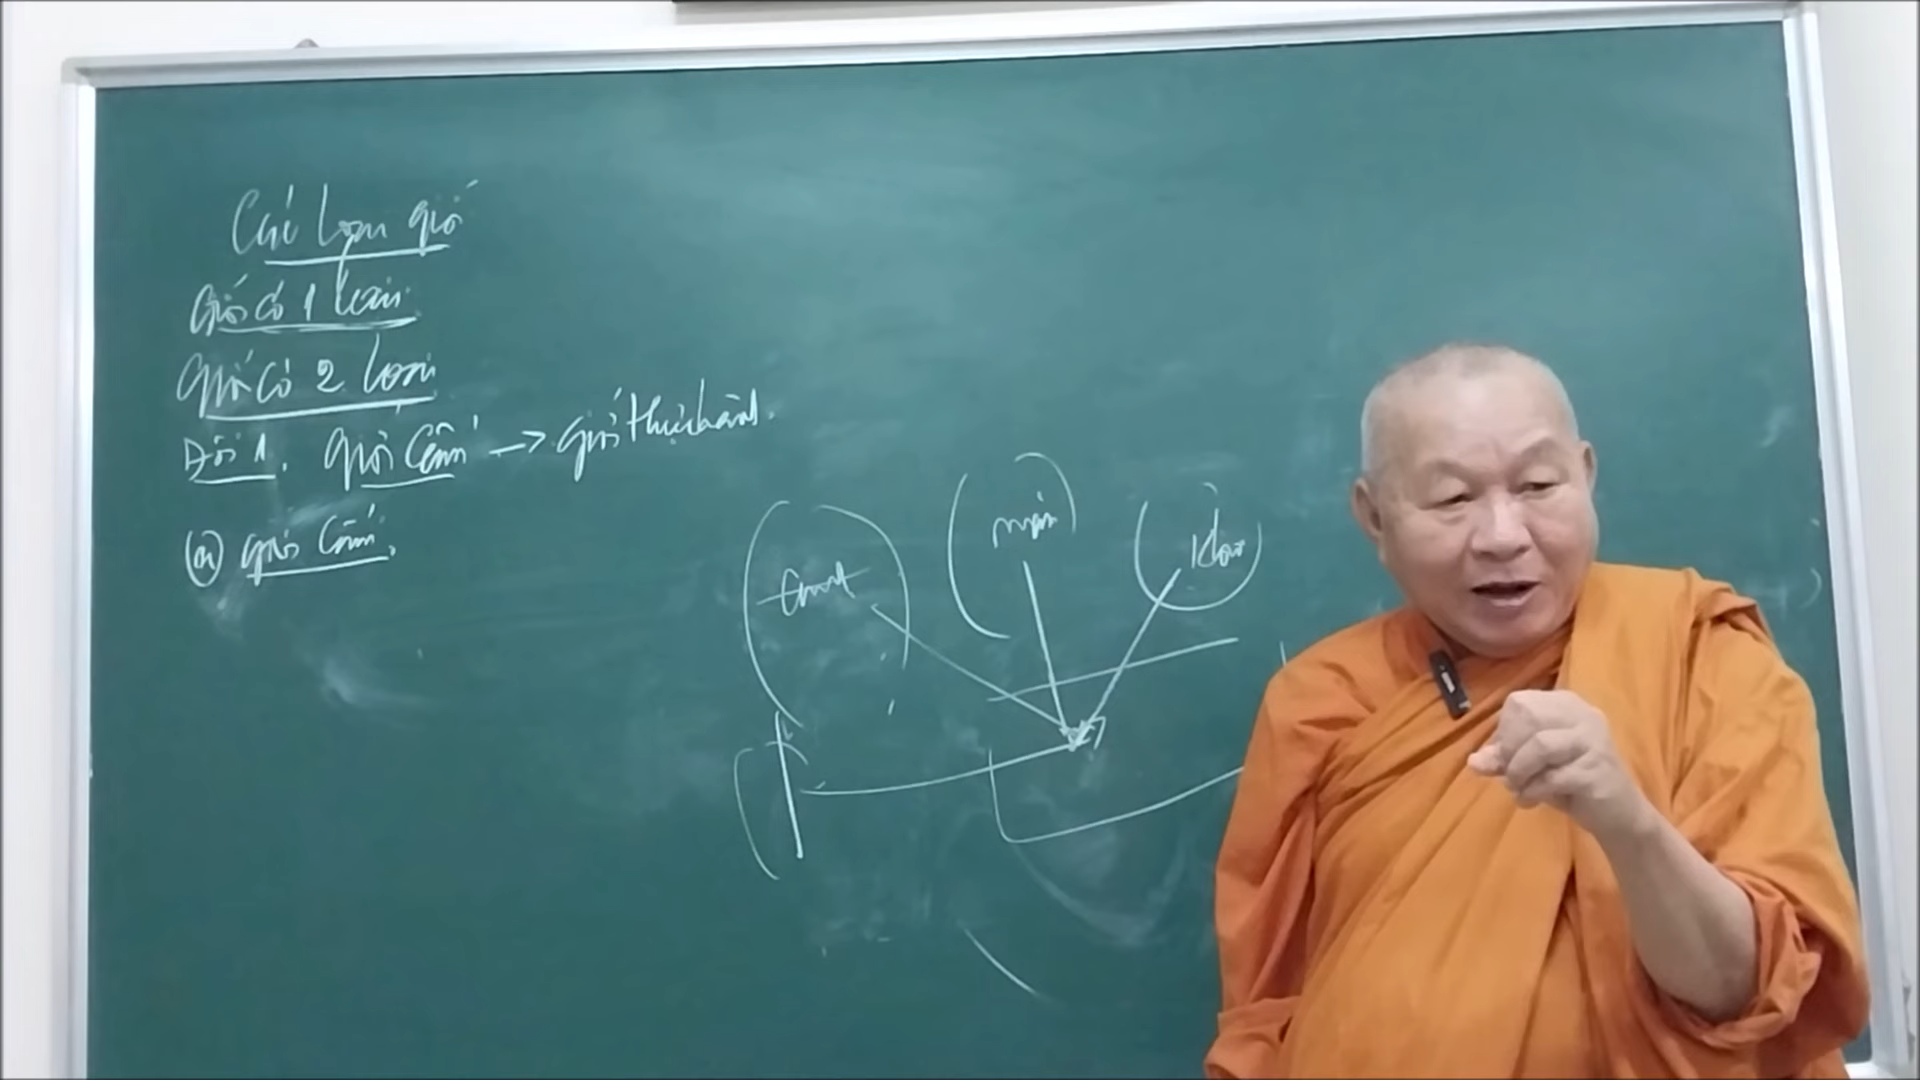 Các loại giới
Giới có 1 loại.
Giới có 2 loại
Đôi 1. Giới Cấm → giới thực hành.
(a) giới Cấm.
mặn